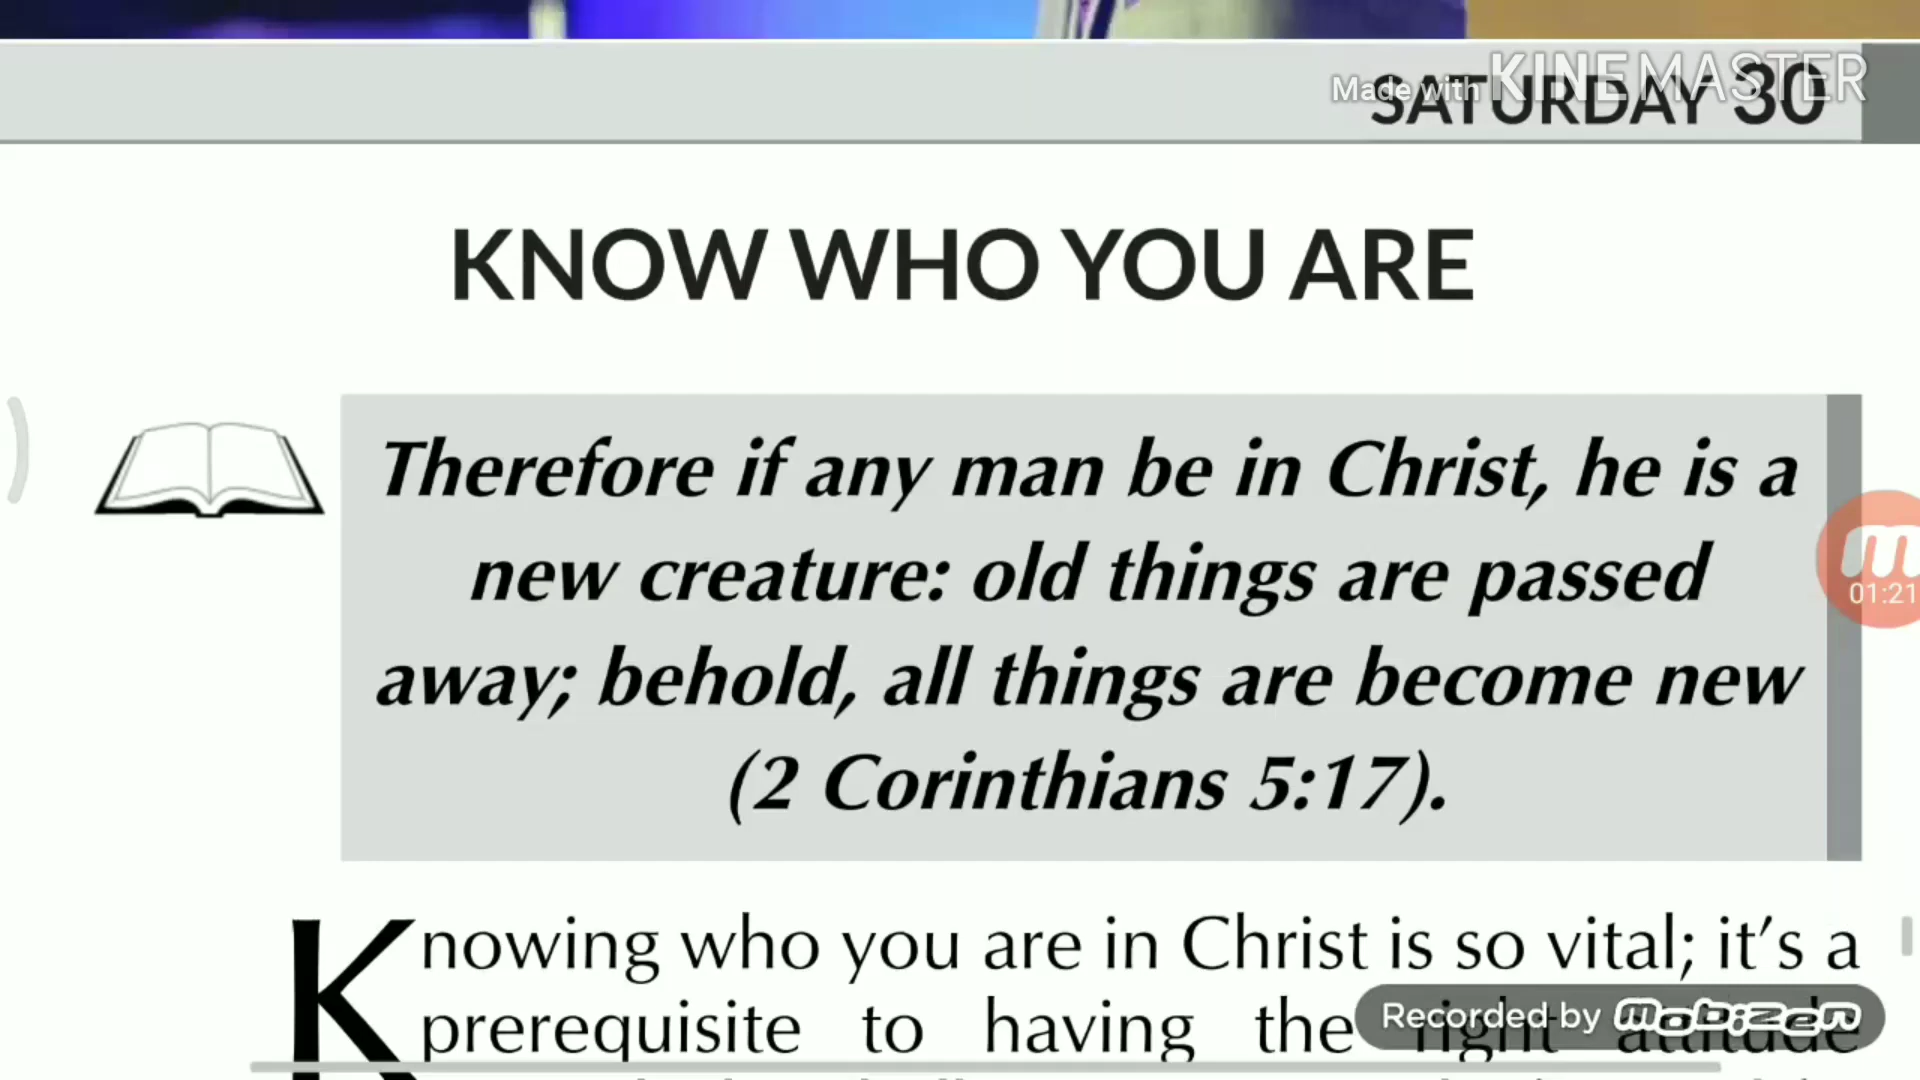 Made with KINEMASTER
SATURDAY 30
KNOW WHO YOU ARE
Therefore if any man be in Christ, he is a
new creature: old things are passed
away; behold, all things are become new
(2 Corinthians 5:17).
01:21
Knowing who you are in Christ is so vital; it's a
prerequisite to having the right attitude
Recorded by mobizen